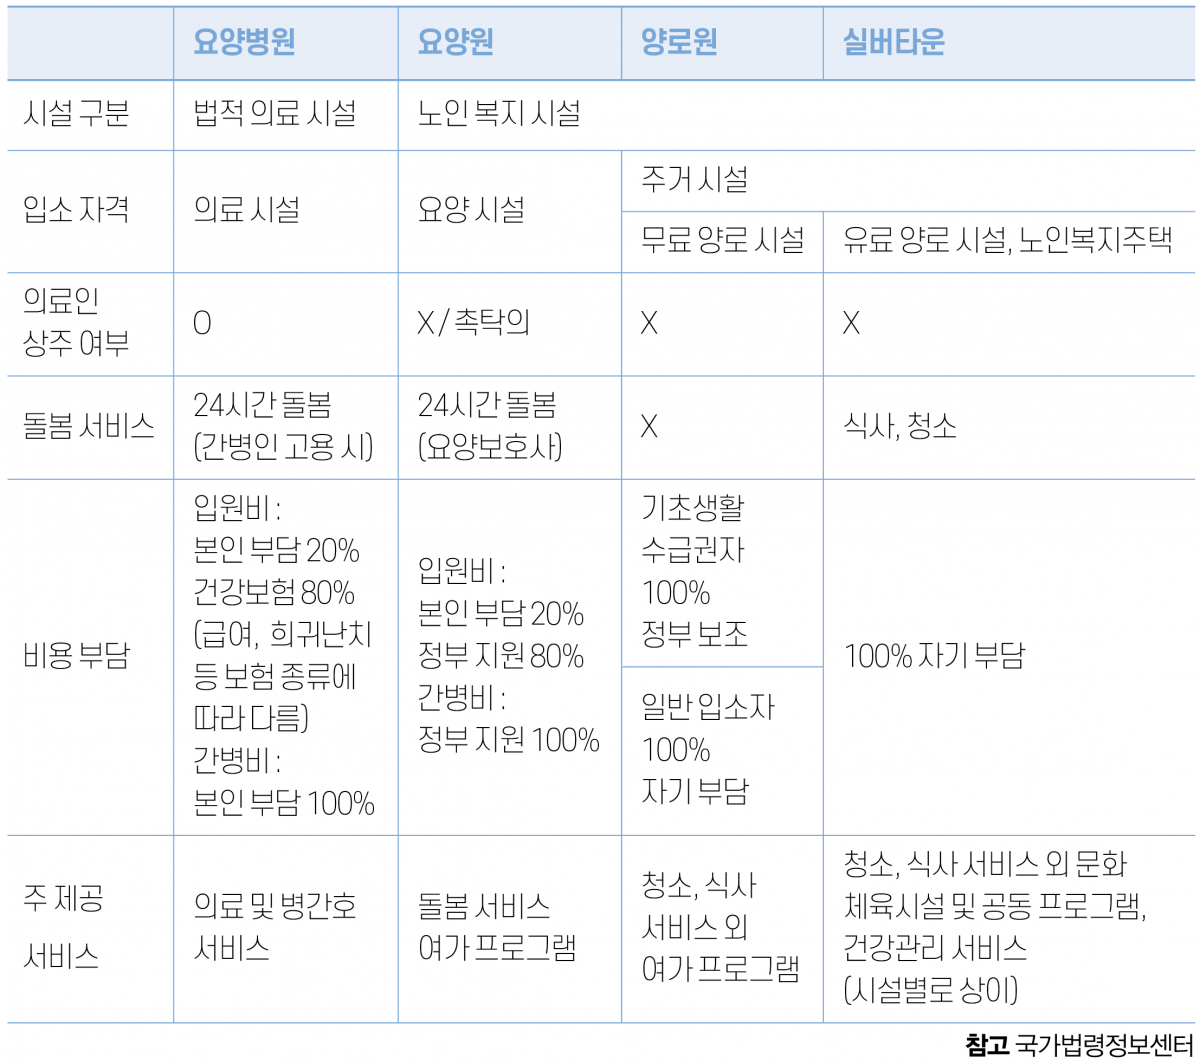 요양병원 요양원 양로원 실버타운
시설 구분 법적 의료 시설 노인 복지 시설
입소 자격 의료 시설 요양 시설
주거 시설
무료 양로 시설 유료 양로 시설, 노인복지주택
의료인
상주 여부
O X / 촉탁의 X X
돌봄 서비스
24시간 돌봄
(간병인 고용 시)
24시간 돌봄
(요양보호사)
X 식사, 청소
비용 부담
입원비 :
본인 부담 20%
건강보험 80%
(급여, 희귀난치
등 보험 종류에
따라 다름)
간병비 :
본인 부담 100%
입원비 :
본인 부담 20%
정부 지원 80%
간병비 :
정부 지원 100%
기초생활
수급권자
100%
정부 보조
일반 입소자
100%
자기 부담
100% 자기 부담
주 제공
서비스
의료 및 병간호
서비스
돌봄 서비스
여가 프로그램
청소, 식사
서비스 외
여가 프로그램
청소, 식사 서비스 외 문화
체육시설 및 공동 프로그램,
건강관리 서비스
(시설별로 상이)
참고 국가법령정보센터